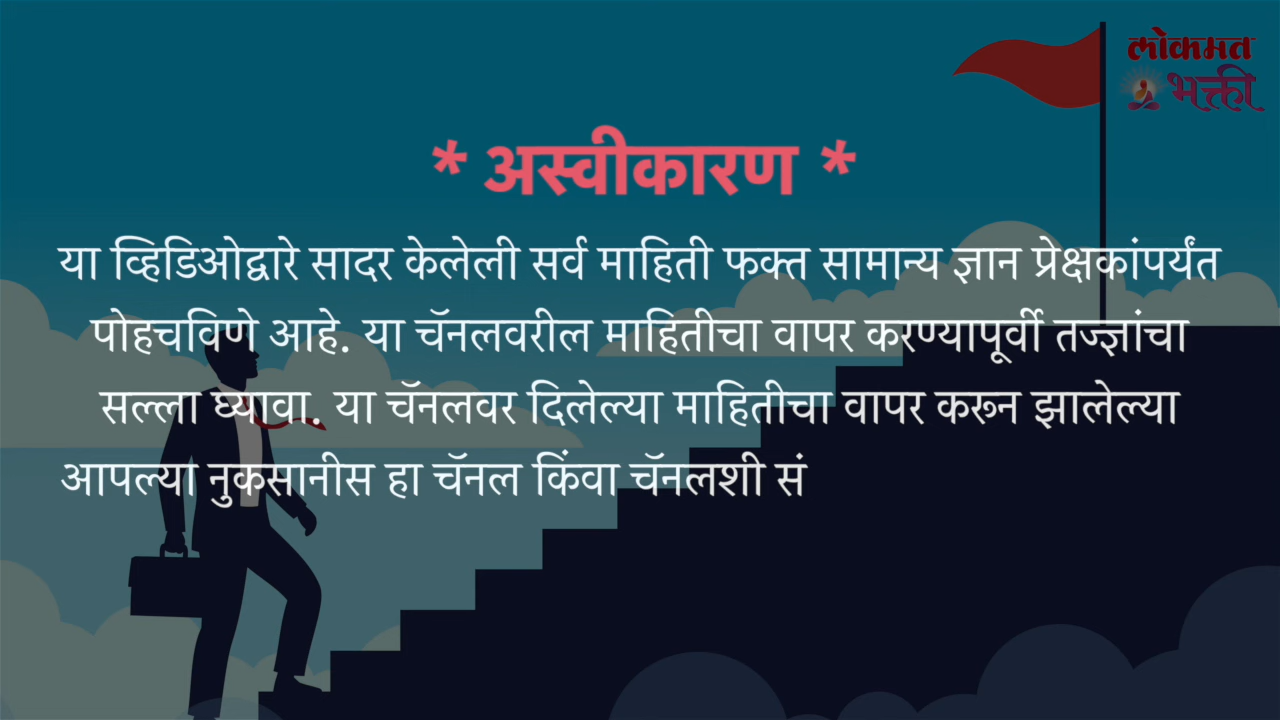 लोकमत
भक्ती
* अस्वीकारण *
या व्हिडिओद्वारे सादर केलेली सर्व माहिती फक्त सामान्य ज्ञान प्रेक्षकांपर्यंत
पोहचविणे आहे. या चॅनलवरील माहितीचा वापर करण्यापूर्वी तज्ज्ञांचा
सल्ला घ्यावा. या चॅनलवर दिलेल्या माहितीचा वापर करून झालेल्या
आपल्या नुकसानीस हा चॅनल किंवा चॅनलशी सं